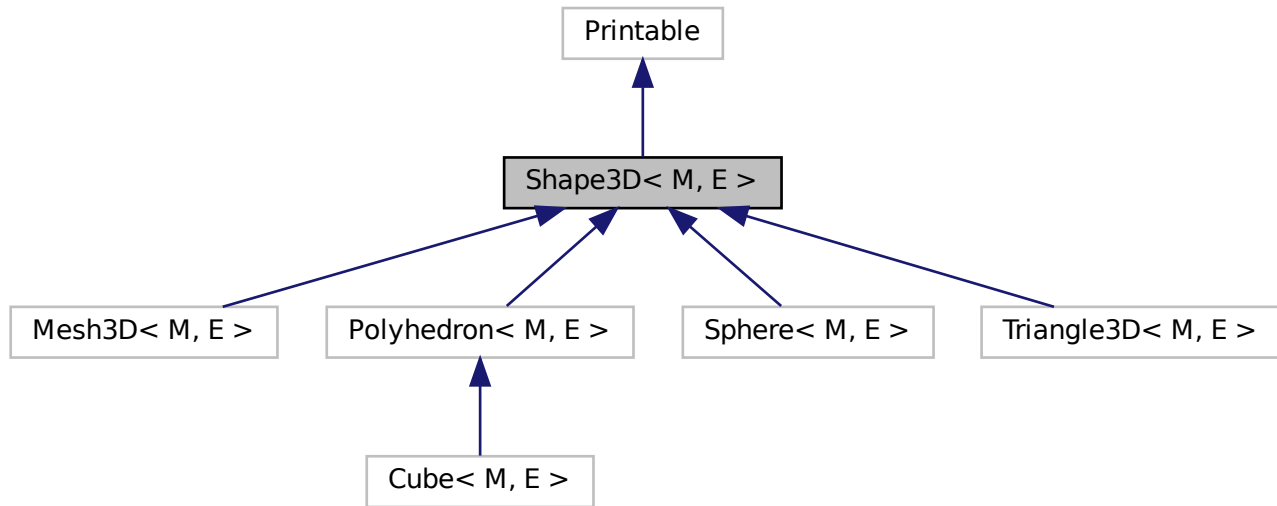 Printable
Shape3D< M, E >
Mesh3D< M, E >
Polyhedron< M, E >
Sphere< M, E >
Triangle3D< M, E >
Cube< M, E >